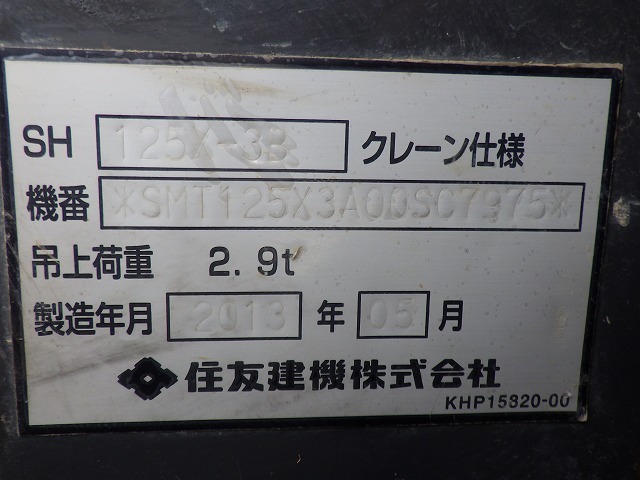 SH 125X-3B クレーン仕様
機番 *SMT125X3A00SC7975*
吊上荷重 2.9t
製造年月 2013 年 05 月
住友建機株式会社
KHP15320-00